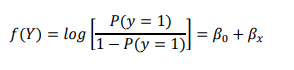 f(Y) = log [ P(y = 1) / 1 − P(y = 1) ] = β₀ + βₓ